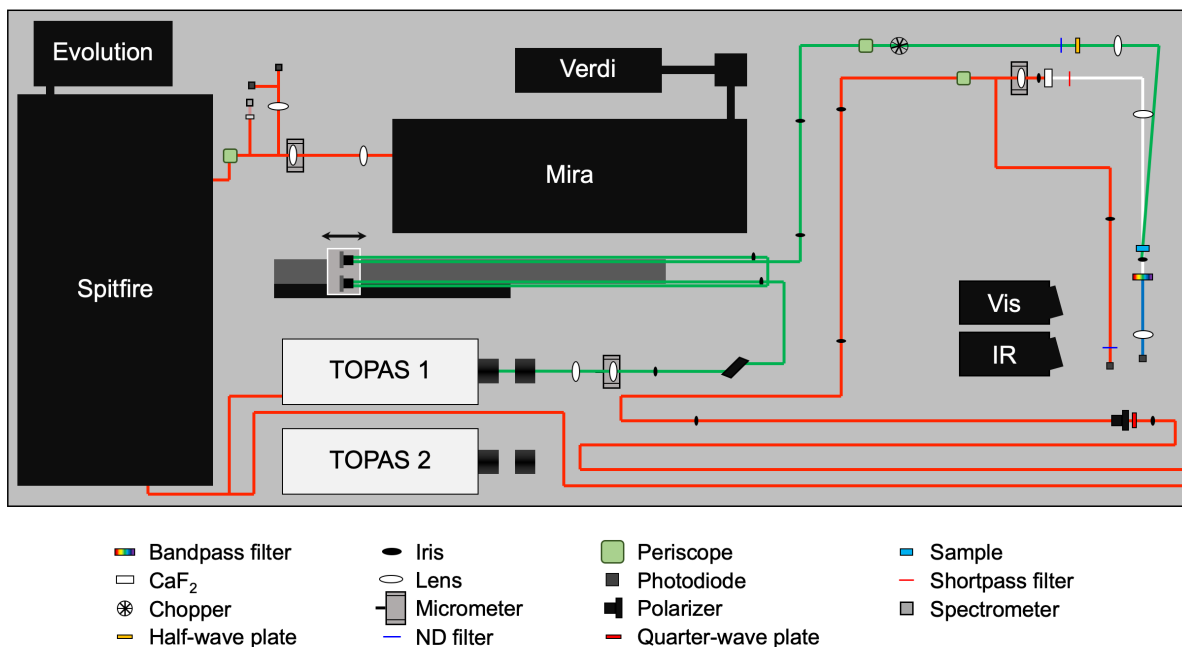 Evolution
Verdi
Mira
Spitfire
Vis
IR
TOPAS 1
TOPAS 2
Bandpass filter
Iris
Periscope
Sample
CaF2
Lens
Photodiode
Shortpass filter
Chopper
Micrometer
Polarizer
Spectrometer
Half-wave plate
ND filter
Quarter-wave plate